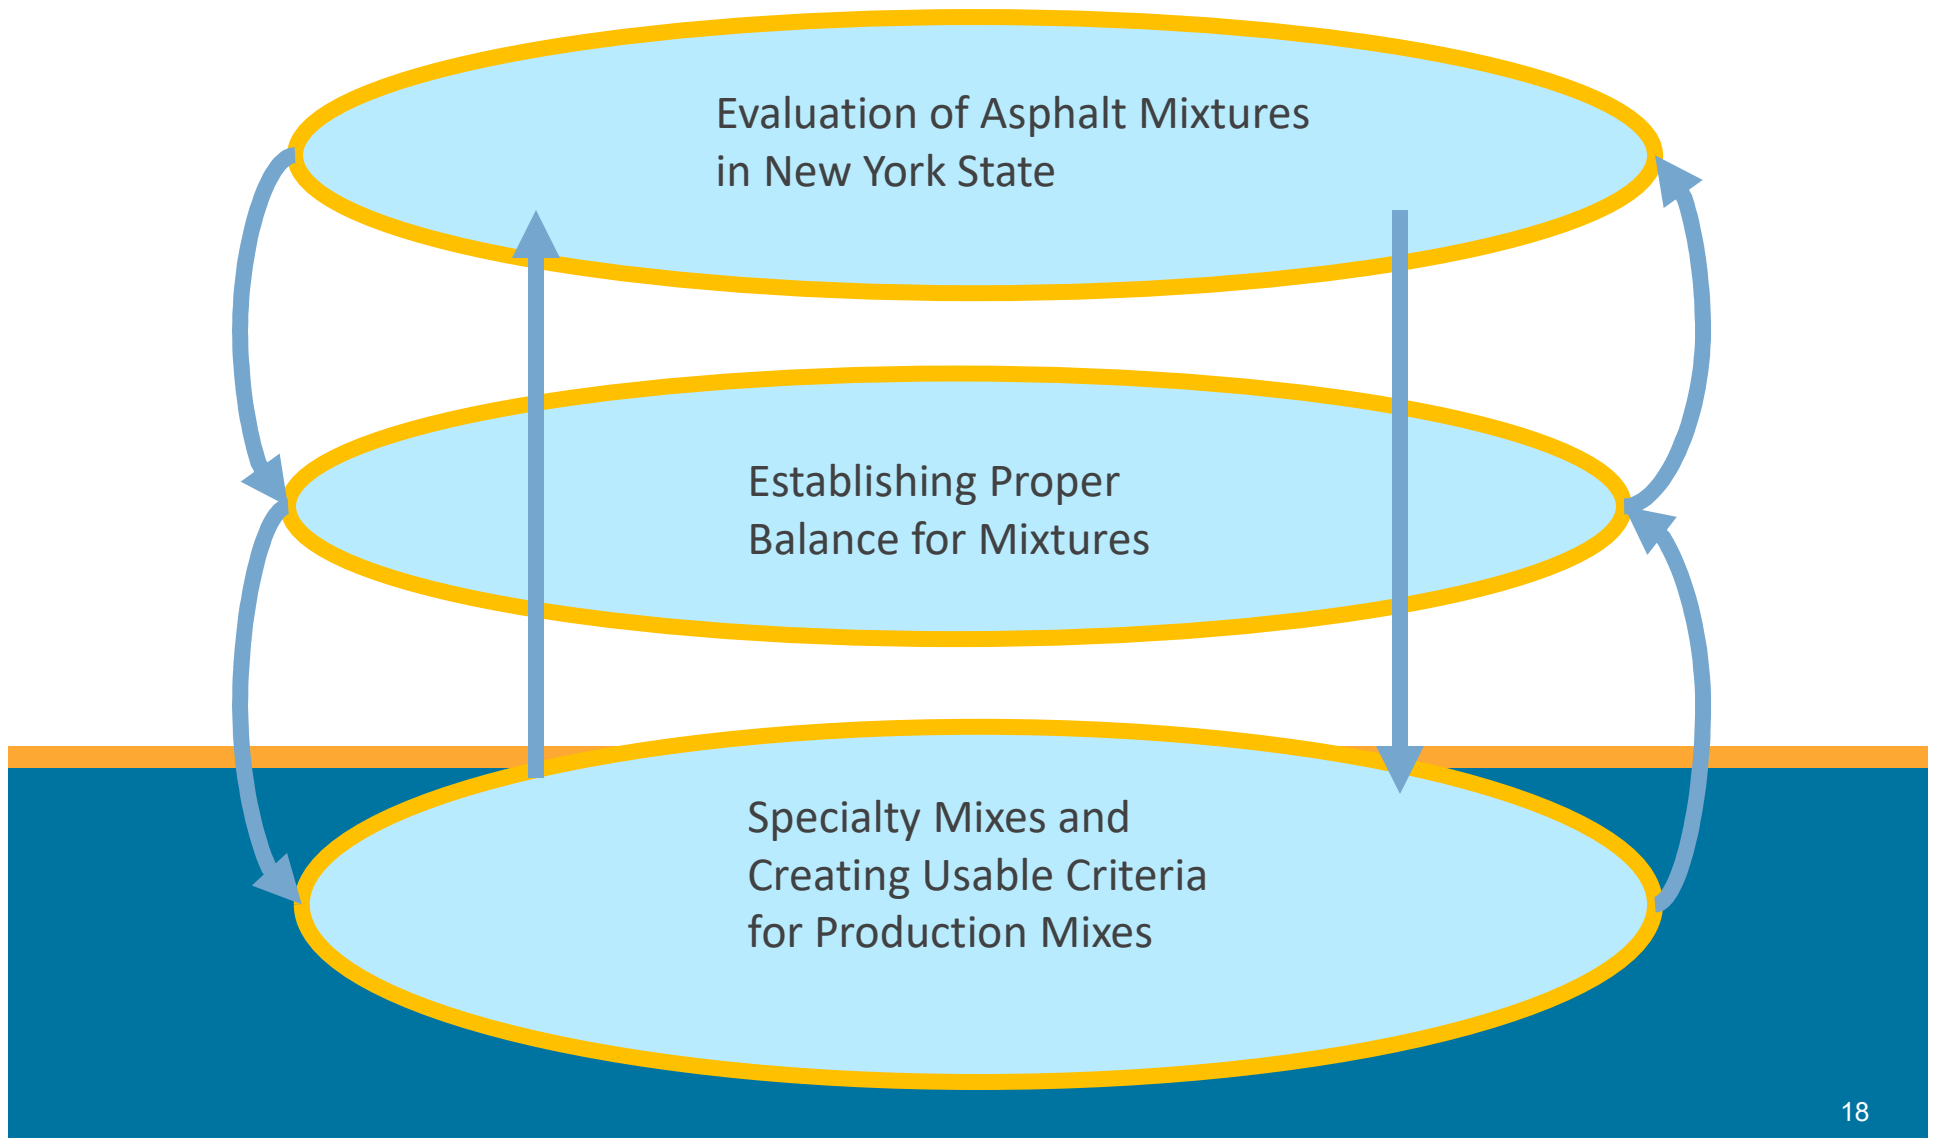 Evaluation of Asphalt Mixtures
in New York State
Establishing Proper
Balance for Mixtures
Specialty Mixes and
Creating Usable Criteria
for Production Mixes
18